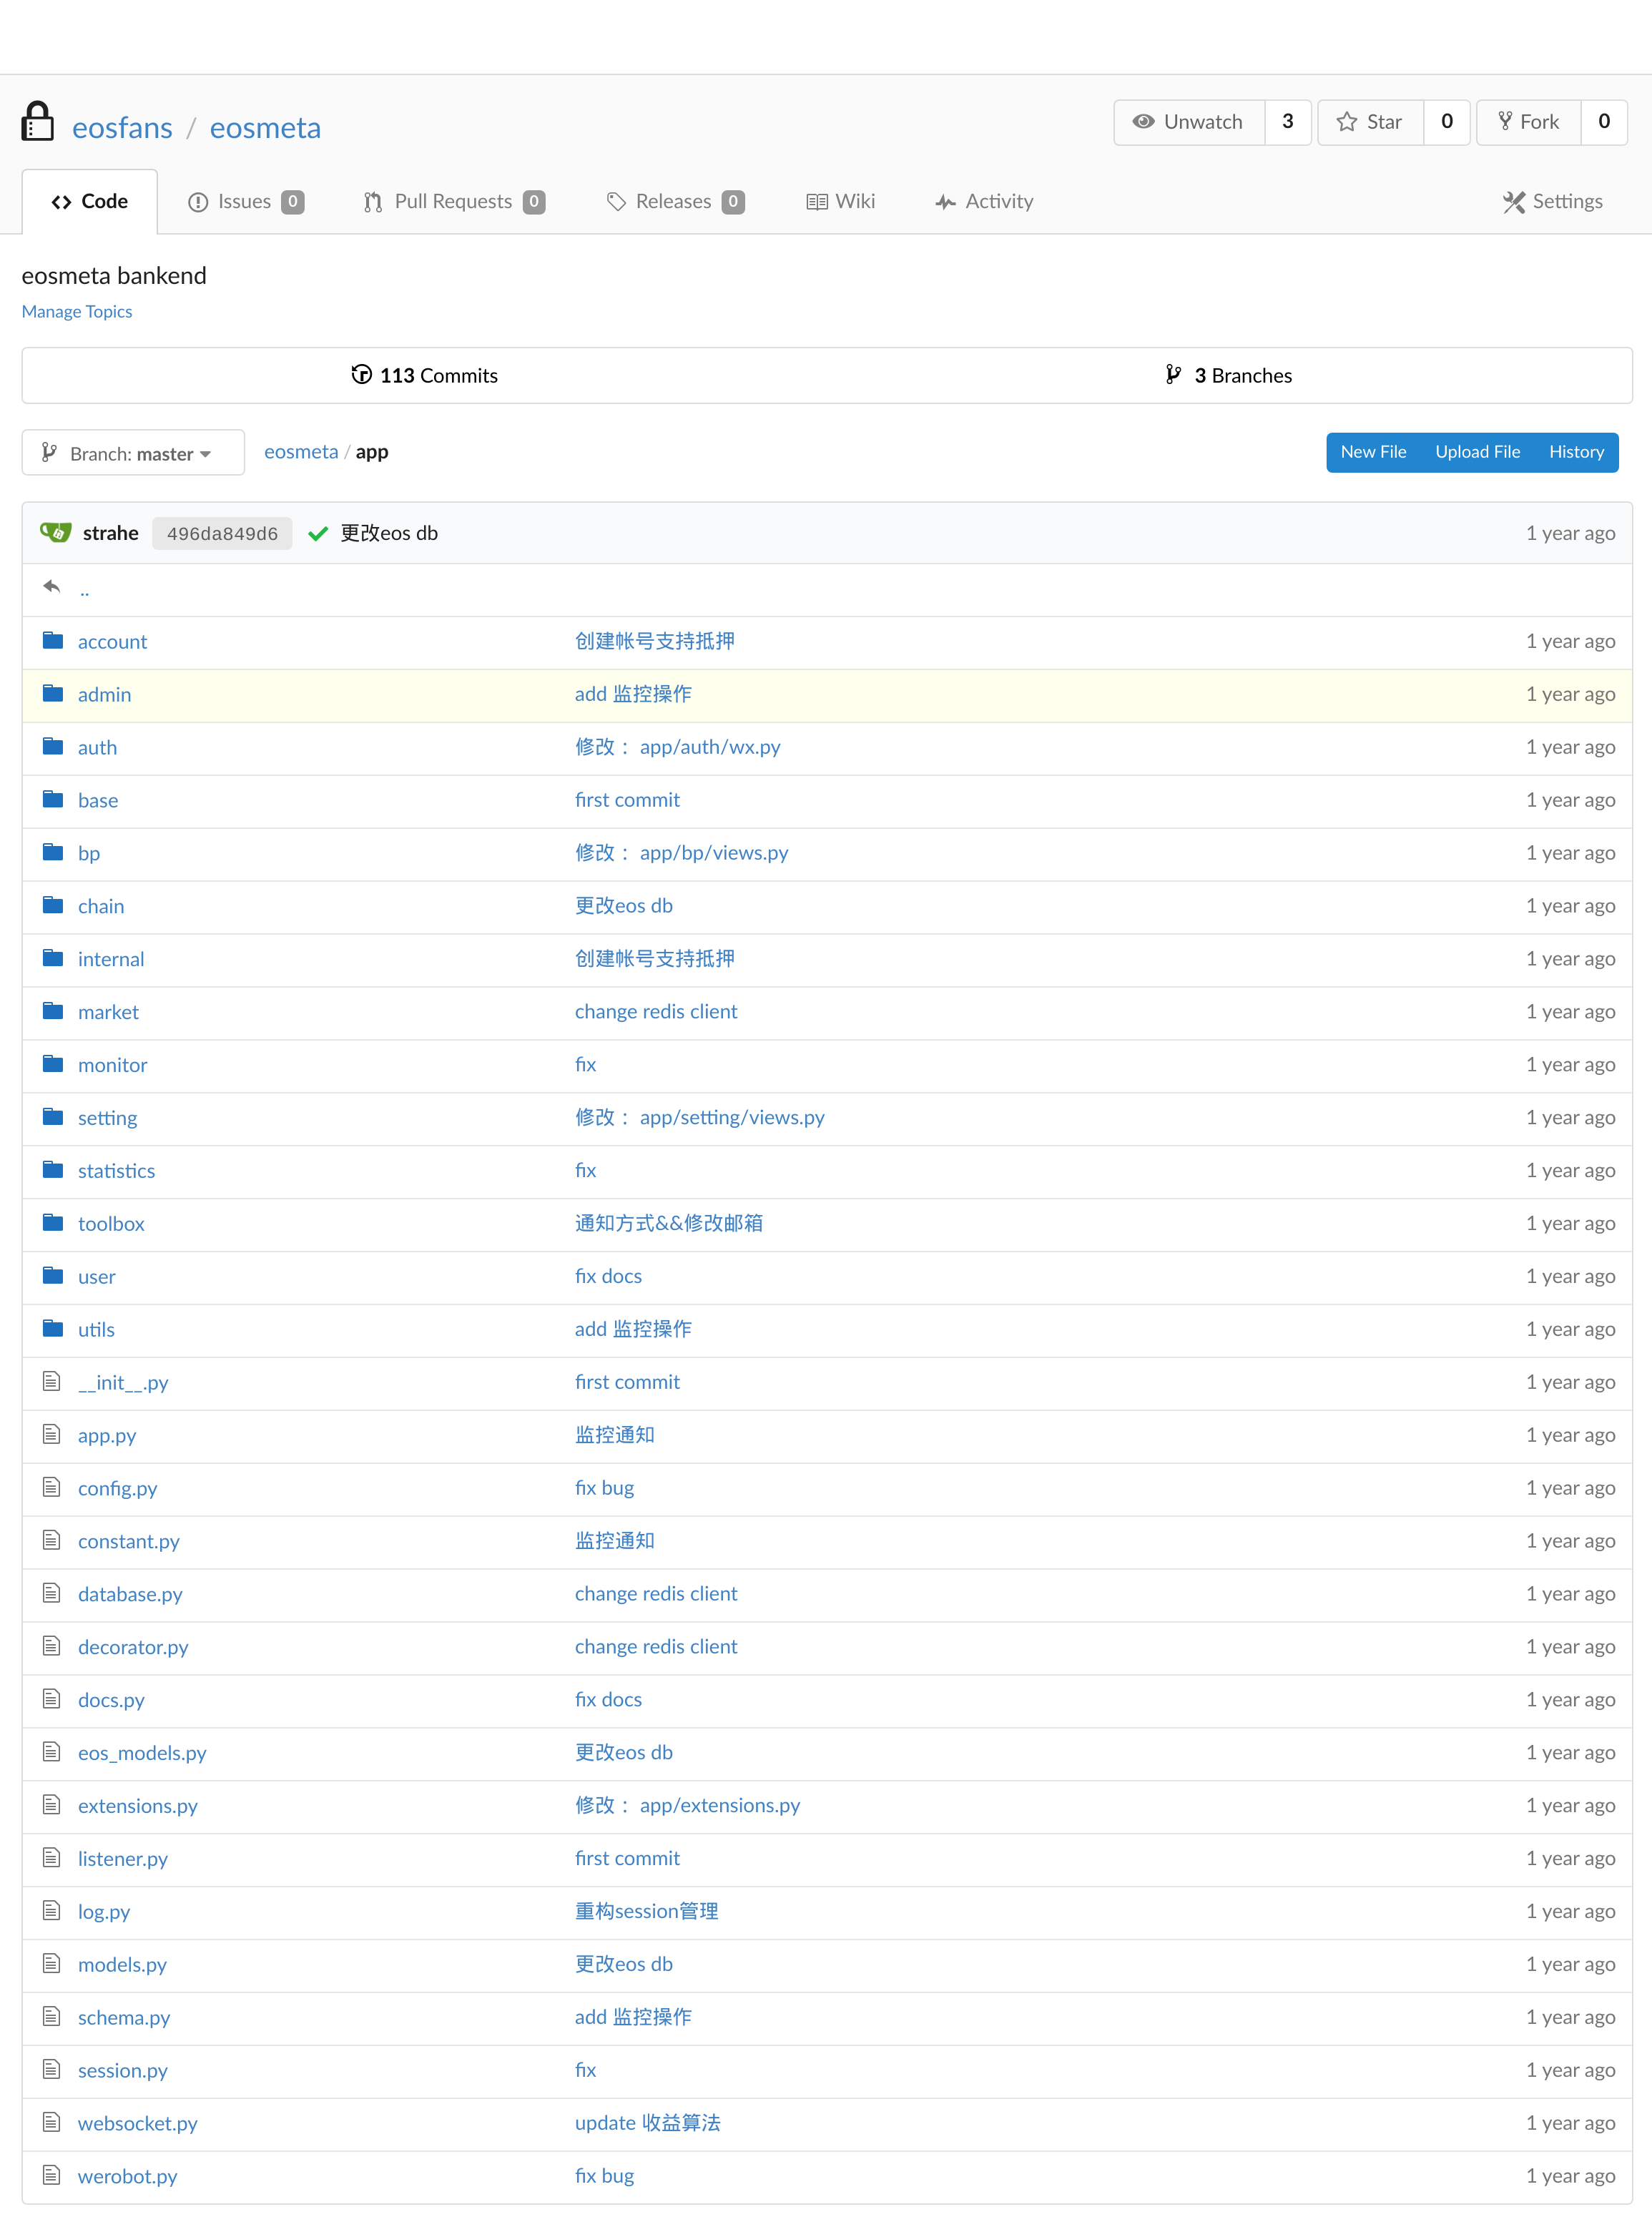 eosfans / eosmeta
Unwatch 3 Star 0 Fork 0
Code Issues 0 Pull Requests 0 Releases 0 Wiki Activity Settings
eosmeta bankend
Manage Topics
113 Commits 3 Branches
Branch: master eosmeta / app New File Upload File History
strahe 496da849d6 更改eos db 1 year ago
..
account 创建帐号支持抵押 1 year ago
admin add 监控操作 1 year ago
auth 修改： app/auth/wx.py 1 year ago
base first commit 1 year ago
bp 修改： app/bp/views.py 1 year ago
chain 更改eos db 1 year ago
internal 创建帐号支持抵押 1 year ago
market change redis client 1 year ago
monitor fix 1 year ago
setting 修改： app/setting/views.py 1 year ago
statistics fix 1 year ago
toolbox 通知方式&&修改邮箱 1 year ago
user fix docs 1 year ago
utils add 监控操作 1 year ago
__init__.py first commit 1 year ago
app.py 监控通知 1 year ago
config.py fix bug 1 year ago
constant.py 监控通知 1 year ago
database.py change redis client 1 year ago
decorator.py change redis client 1 year ago
docs.py fix docs 1 year ago
eos_models.py 更改eos db 1 year ago
extensions.py 修改： app/extensions.py 1 year ago
listener.py first commit 1 year ago
log.py 重构session管理 1 year ago
models.py 更改eos db 1 year ago
schema.py add 监控操作 1 year ago
session.py fix 1 year ago
websocket.py update 收益算法 1 year ago
werobot.py fix bug 1 year ago